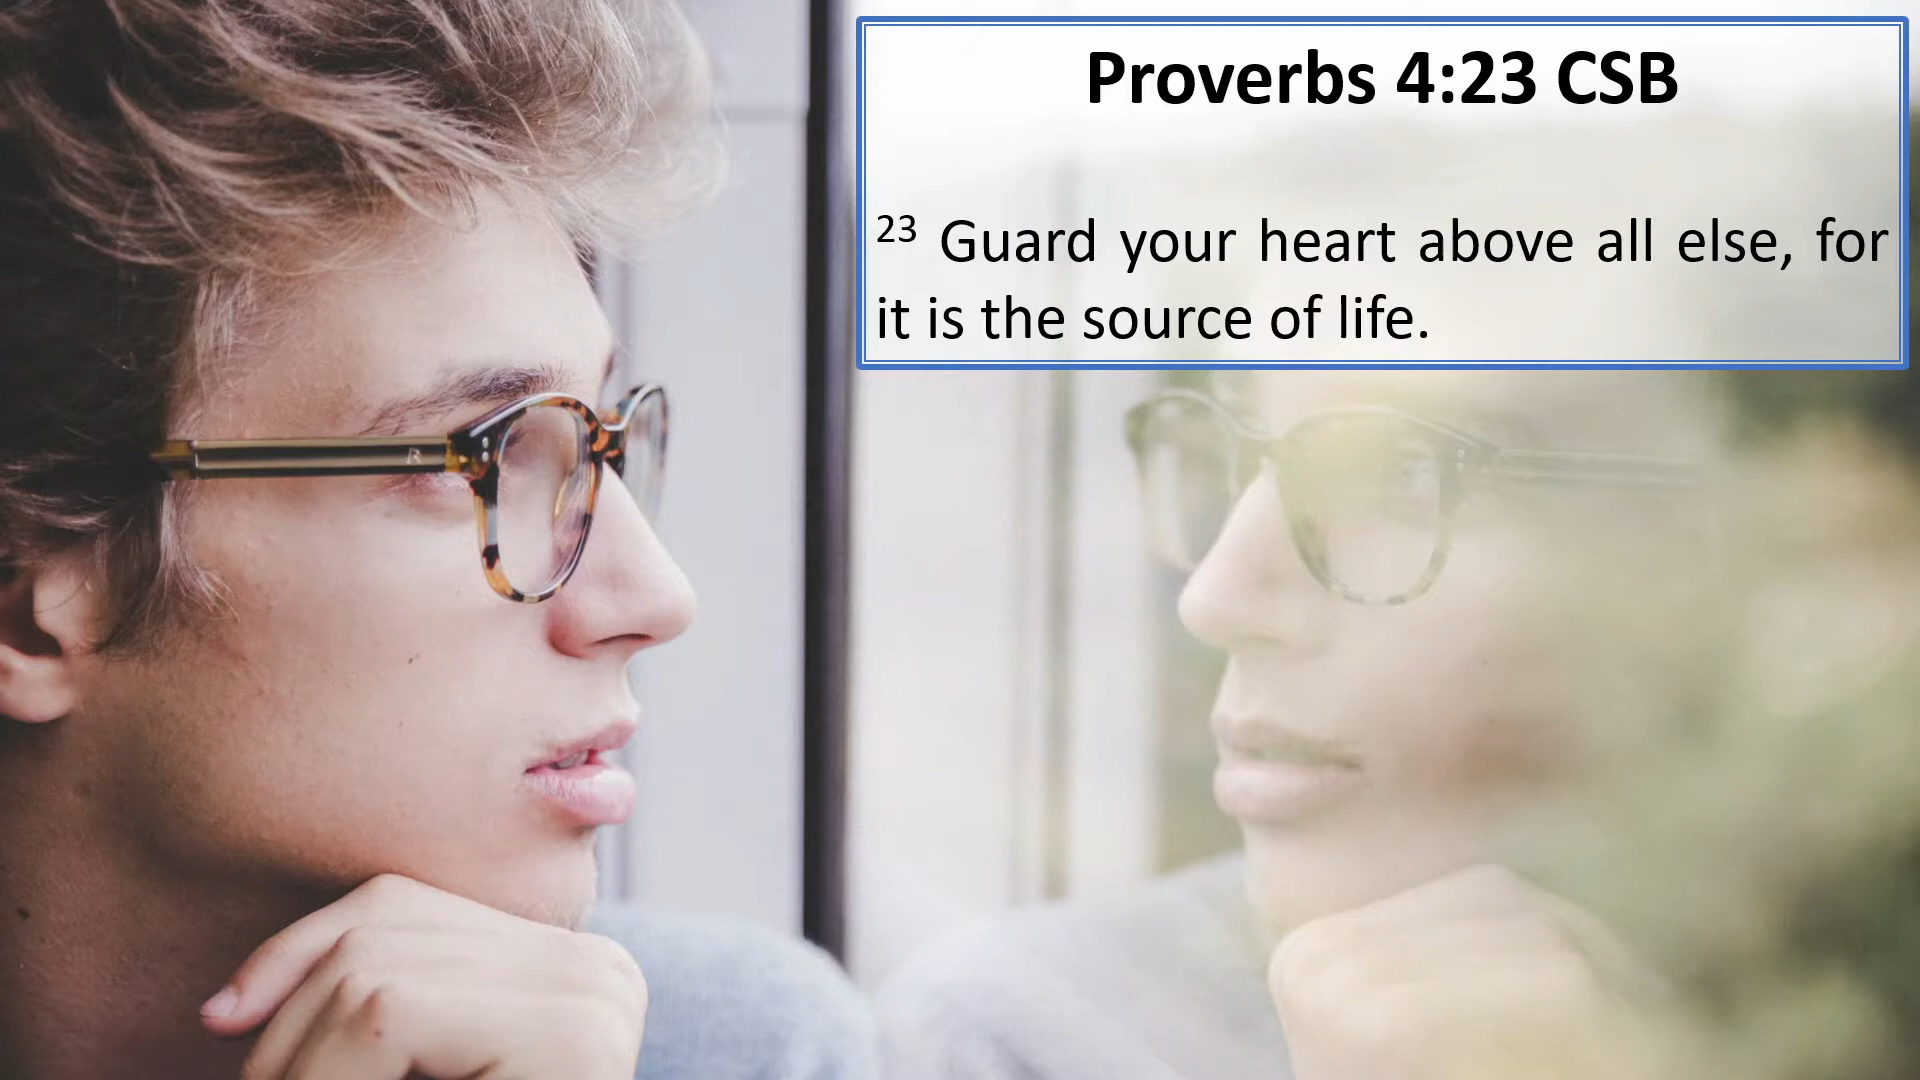 Proverbs 4:23 CSB
23 Guard your heart above all else, for
it is the source of life.